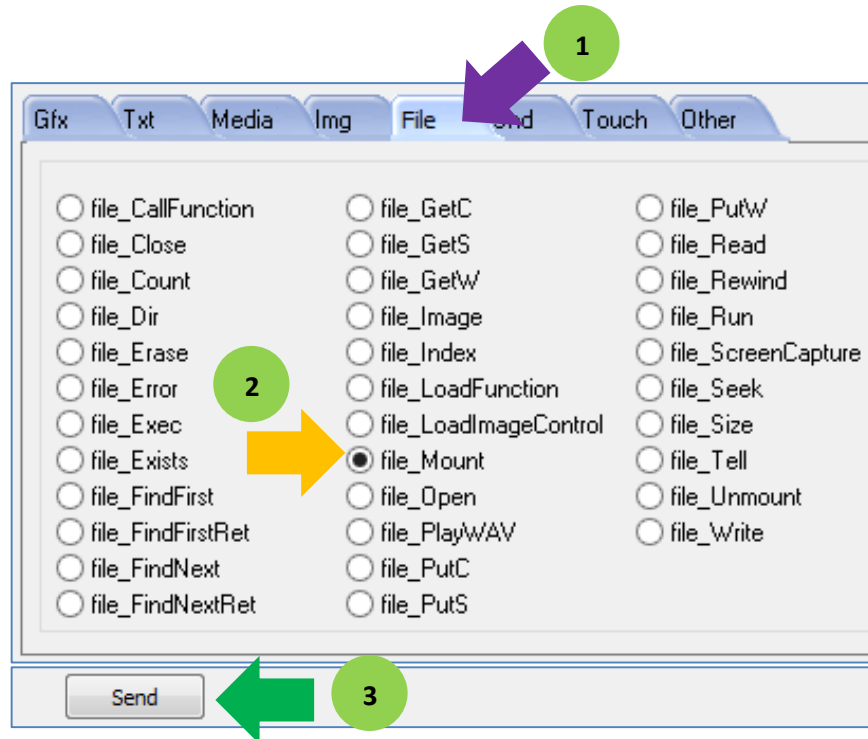 1
Gfx Txt Media Img File Touch Other
file_CallFunction
file_Close
file_Count
file_Dir
file_Erase
file_Error
file_Exec
file_Exists
file_FindFirst
file_FindFirstRet
file_FindNext
file_FindNextRet
2
file_GetC
file_GetS
file_GetW
file_Image
file_Index
file_LoadFunction
file_LoadImageControl
file_Mount
file_Open
file_PlayWAV
file_PutC
file_PutS
file_PutW
file_Read
file_Rewind
file_Run
file_ScreenCapture
file_Seek
file_Size
file_Tell
file_Unmount
file_Write
Send
3